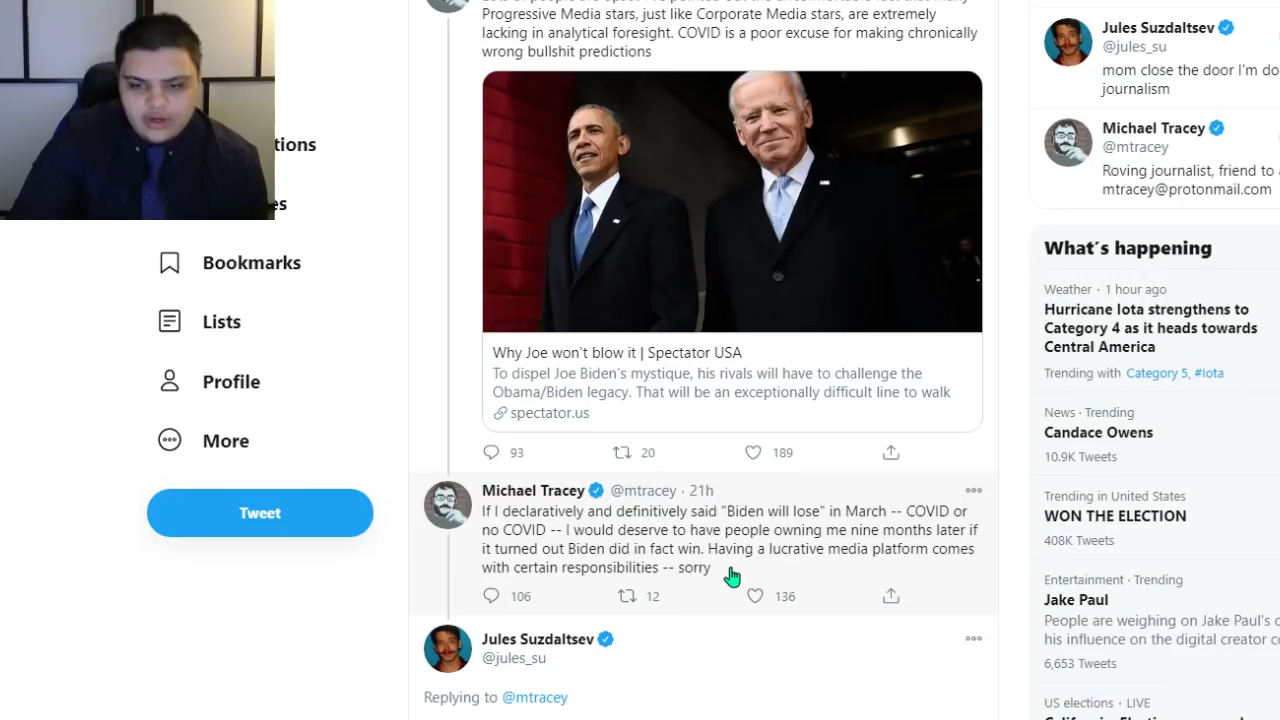 Progressive Media stars, just like Corporate Media stars, are extremely
lacking in analytical foresight. COVID is a poor excuse for making chronically
wrong bullshit predictions
Why Joe won't blow it | Spectator USA
To dispel Joe Biden's mystique, his rivals will have to challenge the
Obama/Biden legacy. That will be an exceptionally difficult line to walk
spectator.us
93
20
189
Michael Tracey @mtracey · 21h
If I declaratively and definitively said "Biden will lose" in March -- COVID or
no COVID -- I would deserve to have people owning me nine months later if
it turned out Biden did in fact win. Having a lucrative media platform comes
with certain responsibilities -- sorry
106
12
136
Jules Suzdaltsev
@jules_su
Replying to @mtracey
tions
es
Bookmarks
Lists
Profile
More
Tweet
Jules Suzdaltsev
@jules_su
mom close the door I'm do
journalism
Michael Tracey
@mtracey
Roving journalist, friend to
mtracey@protonmail.com
What's happening
Weather · 1 hour ago
Hurricane Iota strengthens to
Category 4 as it heads towards
Central America
Trending with Category 5, #Iota
News · Trending
Candace Owens
10.9K Tweets
Trending in United States
WON THE ELECTION
408K Tweets
Entertainment · Trending
Jake Paul
People are weighing on Jake Paul's
his influence on the digital creator
6,653 Tweets
US elections · LIVE